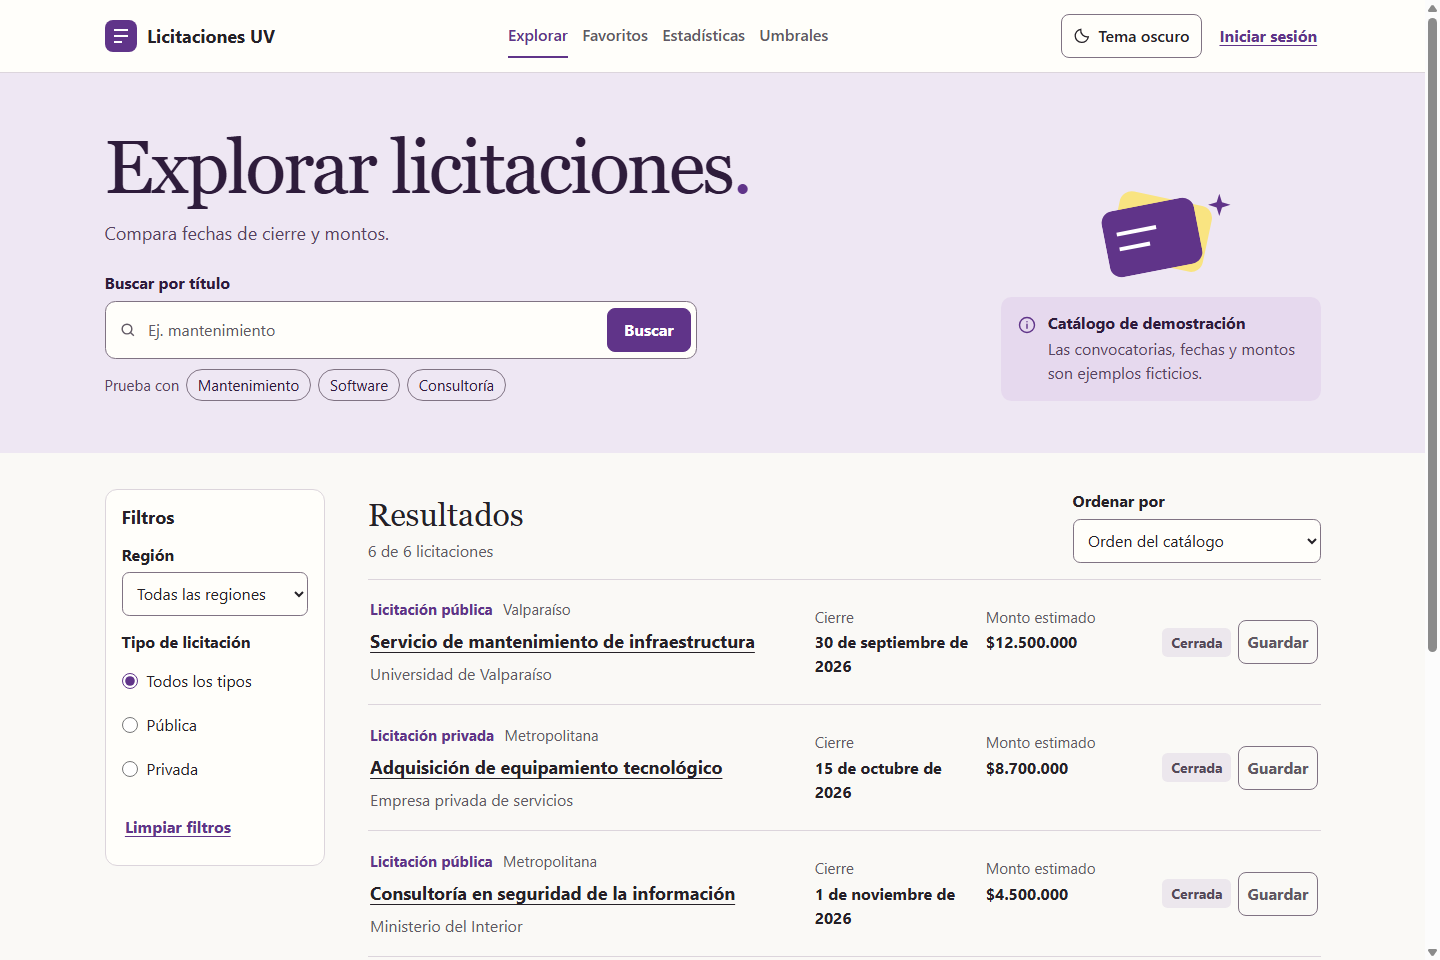 Licitaciones UV
Explorar
Favoritos
Estadísticas
Umbrales
Tema oscuro
Iniciar sesión
Explorar licitaciones.
Compara fechas de cierre y montos.
Buscar por título
Ej. mantenimiento
Buscar
Prueba con
Mantenimiento
Software
Consultoría
Catálogo de demostración
Las convocatorias, fechas y montos
son ejemplos ficticios.
Filtros
Región
Todas las regiones
Tipo de licitación
Todos los tipos
Pública
Privada
Limpiar filtros
Resultados
6 de 6 licitaciones
Ordenar por
Orden del catálogo
Licitación pública Valparaíso
Servicio de mantenimiento de infraestructura
Universidad de Valparaíso
Cierre
30 de septiembre de
2026
Monto estimado
$12.500.000
Cerrada
Guardar
Licitación privada Metropolitana
Adquisición de equipamiento tecnológico
Empresa privada de servicios
Cierre
15 de octubre de
2026
Monto estimado
$8.700.000
Cerrada
Guardar
Licitación pública Metropolitana
Consultoría en seguridad de la información
Ministerio del Interior
Cierre
1 de noviembre de
2026
Monto estimado
$4.500.000
Cerrada
Guardar